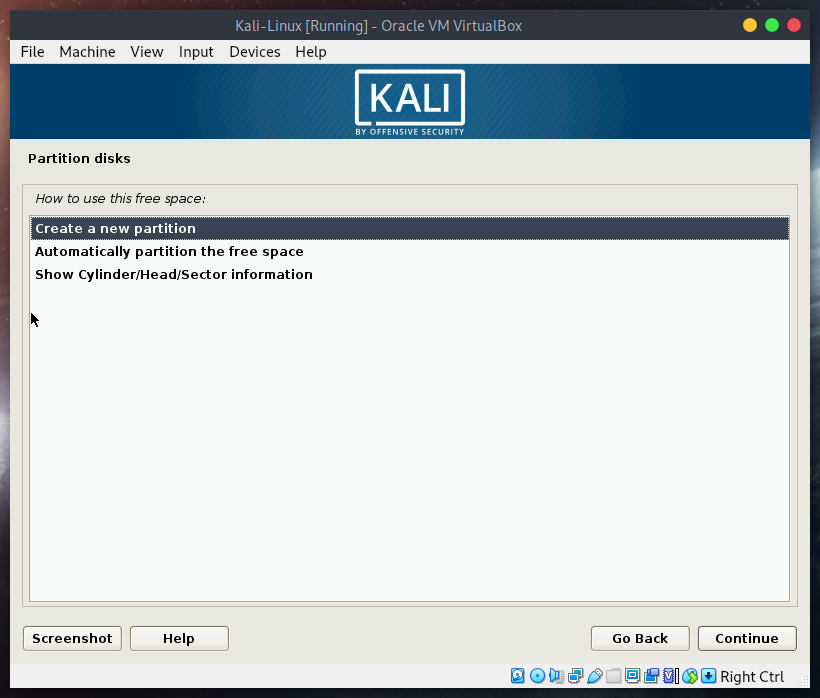 Kali-Linux [Running] - Oracle VM VirtualBox
File Machine View Input Devices Help
KALI
BY OFFENSIVE SECURITY
Partition disks
How to use this free space:
Create a new partition
Automatically partition the free space
Show Cylinder/Head/Sector information
Screenshot Help Go Back Continue
Right Ctrl